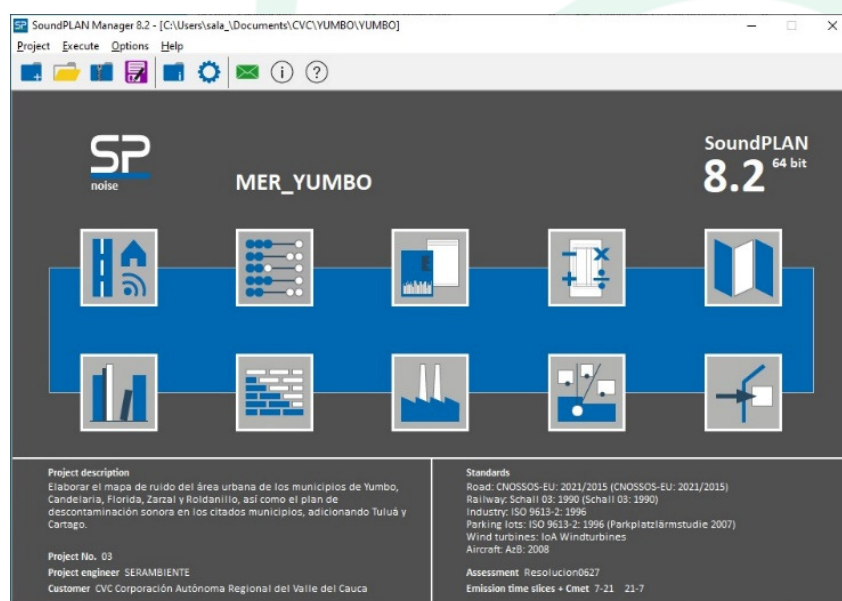 SP SoundPLAN Manager 8.2 - [C:\Users\sala_\Documents\CVC\YUMBO\YUMBO]
Project Execute Options Help
SP
noise
MER_YUMBO
SoundPLAN
8.2 64 bit
Project description
Elaborar el mapa de ruido del área urbana de los municipios de Yumbo,
Candelaria, Florida, Zarzal y Roldanillo, así como el plan de
descontaminación sonora en los citados municipios, adicionando Tuluá y
Cartago.
Project No. 03
Project engineer SERAMBIENTE
Customer CVC Corporación Autónoma Regional del Valle del Cauca
Standards
Road: CNOSSOS-EU: 2021/2015 (CNOSSOS-EU: 2021/2015)
Railway: Schall 03: 1990 (Schall 03: 1990)
Industry: ISO 9613-2: 1996
Parking lots: ISO 9613-2: 1996 (Parkplatzlärmstudie 2007)
Wind turbines: IoA Windturbines
Aircraft: AzB: 2008
Assessment Resolucion0627
Emission time slices + Cmet 7-21 21-7